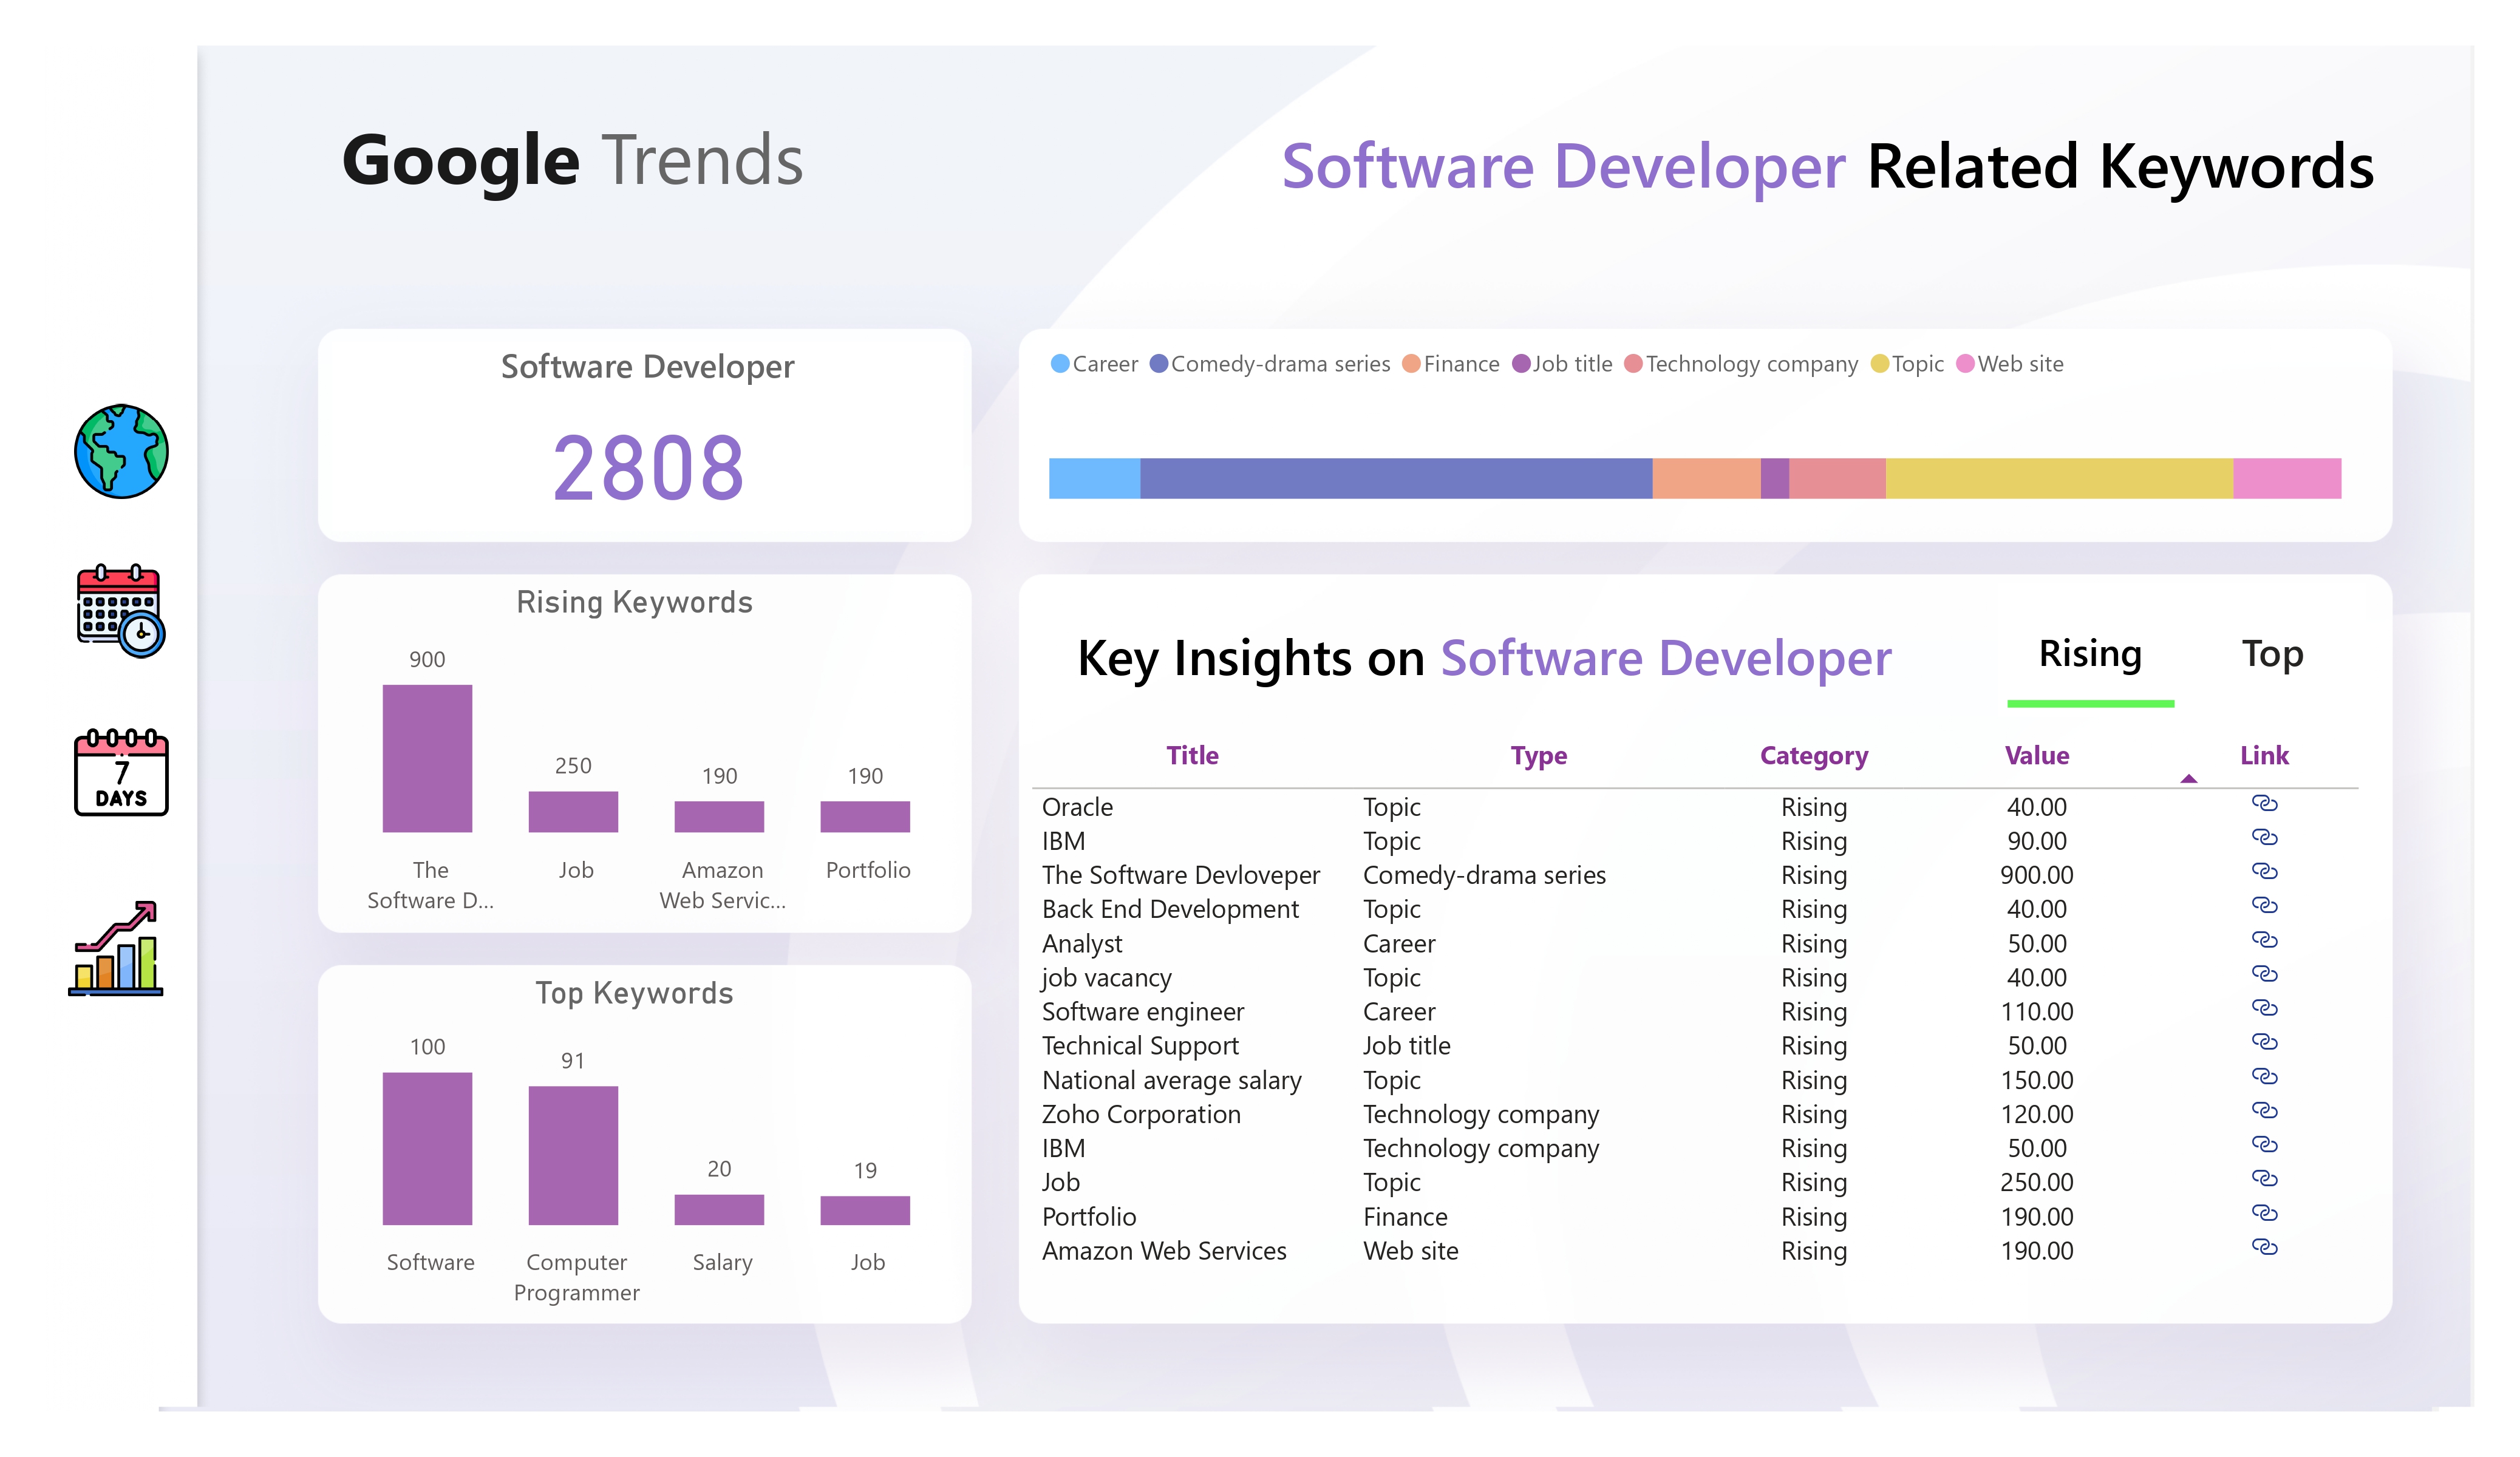 Google Trends
Software Developer Related Keywords
Software Developer
2808
Career Comedy-drama series Finance Job title Technology company Topic Web site
7
DAYS
Rising Keywords
900
250
190
190
The
Software D...
Job
Amazon
Web Servic...
Portfolio
Top Keywords
100
91
20
19
Software
Computer
Programmer
Salary
Job
Key Insights on Software Developer
Rising
Top
Title Type Category Value Link
Oracle Topic Rising 40.00
IBM Topic Rising 90.00
The Software Devloveper Comedy-drama series Rising 900.00
Back End Development Topic Rising 40.00
Analyst Career Rising 50.00
job vacancy Topic Rising 40.00
Software engineer Career Rising 110.00
Technical Support Job title Rising 50.00
National average salary Topic Rising 150.00
Zoho Corporation Technology company Rising 120.00
IBM Technology company Rising 50.00
Job Topic Rising 250.00
Portfolio Finance Rising 190.00
Amazon Web Services Web site Rising 190.00